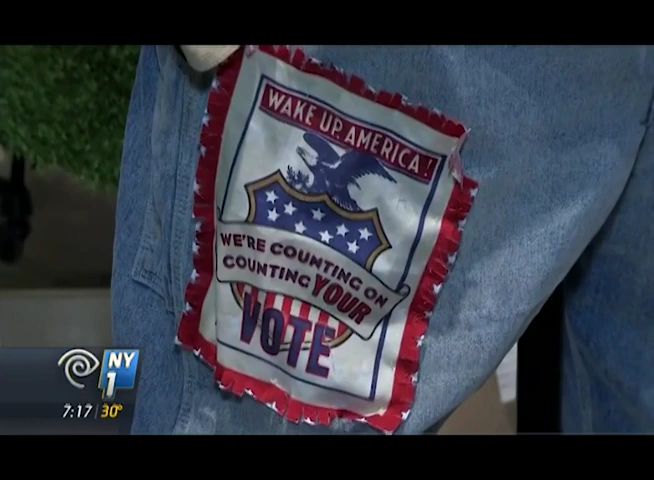 WAKE UP, AMERICA!
WE'RE COUNTING ON
COUNTING YOUR
VOTE
NY
1
7:17 30°